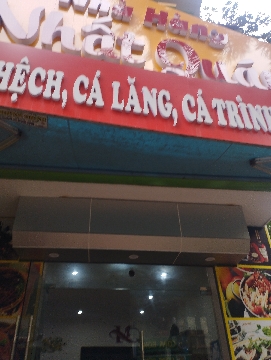 Nhà Hàng
Nhất Quán
HỆCH, CÁ LĂNG, CÁ TRÌNH